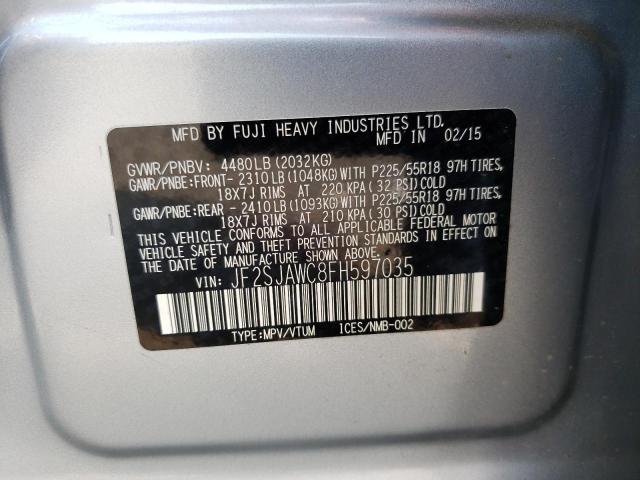 MFD BY FUJI HEAVY INDUSTRIES LTD.
MFD IN 02/15
GVWR/PNBV: 4480LB (2032KG)
GAWR/PNBE:FRONT-2310LB (1048KG)WITH P225/55R18 97H TIRES,
18X7J RIMS AT 220 KPA (32 PSI)COLD
GAWR/PNBE:REAR -2410LB (1093KG)WITH P225/55R18 97H TIRES,
18X7J RIMS AT 210 KPA (30 PSI)COLD
THIS VEHICLE CONFORMS TO ALL APPLICABLE FEDERAL MOTOR
VEHICLE SAFETY AND THEFT PREVENTION STANDARDS IN EFFECT ON
THE DATE OF MANUFACTURE SHOWN ABOVE.
VIN: JF2SJAWC8FH597035
TYPE:MPV/VTUM ICES/NMB-002